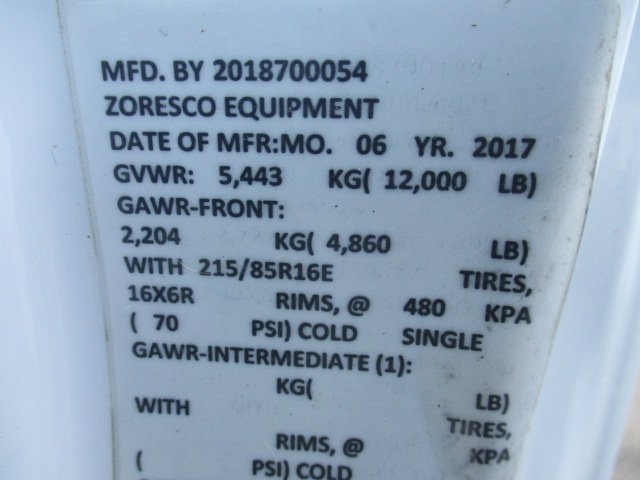 MFD. BY 2018700054
ZORESCO EQUIPMENT
DATE OF MFR:MO. 06 YR. 2017
GVWR: 5,443 KG( 12,000 LB)
GAWR-FRONT:
2,204 KG( 4,860 LB)
WITH 215/85R16E TIRES,
16X6R RIMS, @ 480 KPA
( 70 PSI) COLD SINGLE
GAWR-INTERMEDIATE (1):
KG( LB)
WITH TIRES,
RIMS, @ KPA
( PSI) COLD